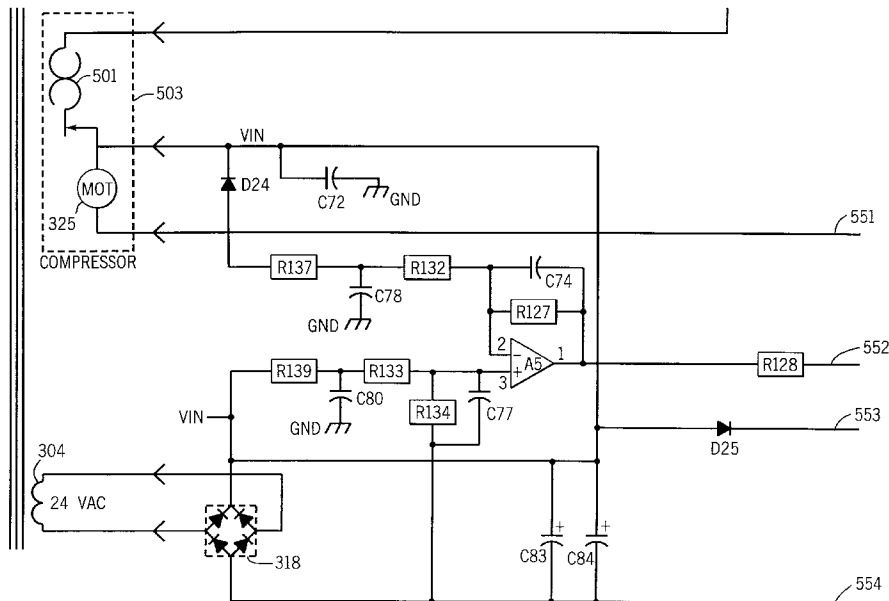 501
503
VIN
D24
C72
GND
MOT
325
551
COMPRESSOR
R137
R132
C74
C78
R127
GND
2
−
1
A5
552
3
+
R139
R133
R128
C80
C77
553
VIN
R134
GND
D25
304
24 VAC
+
+
C83
C84
318
554